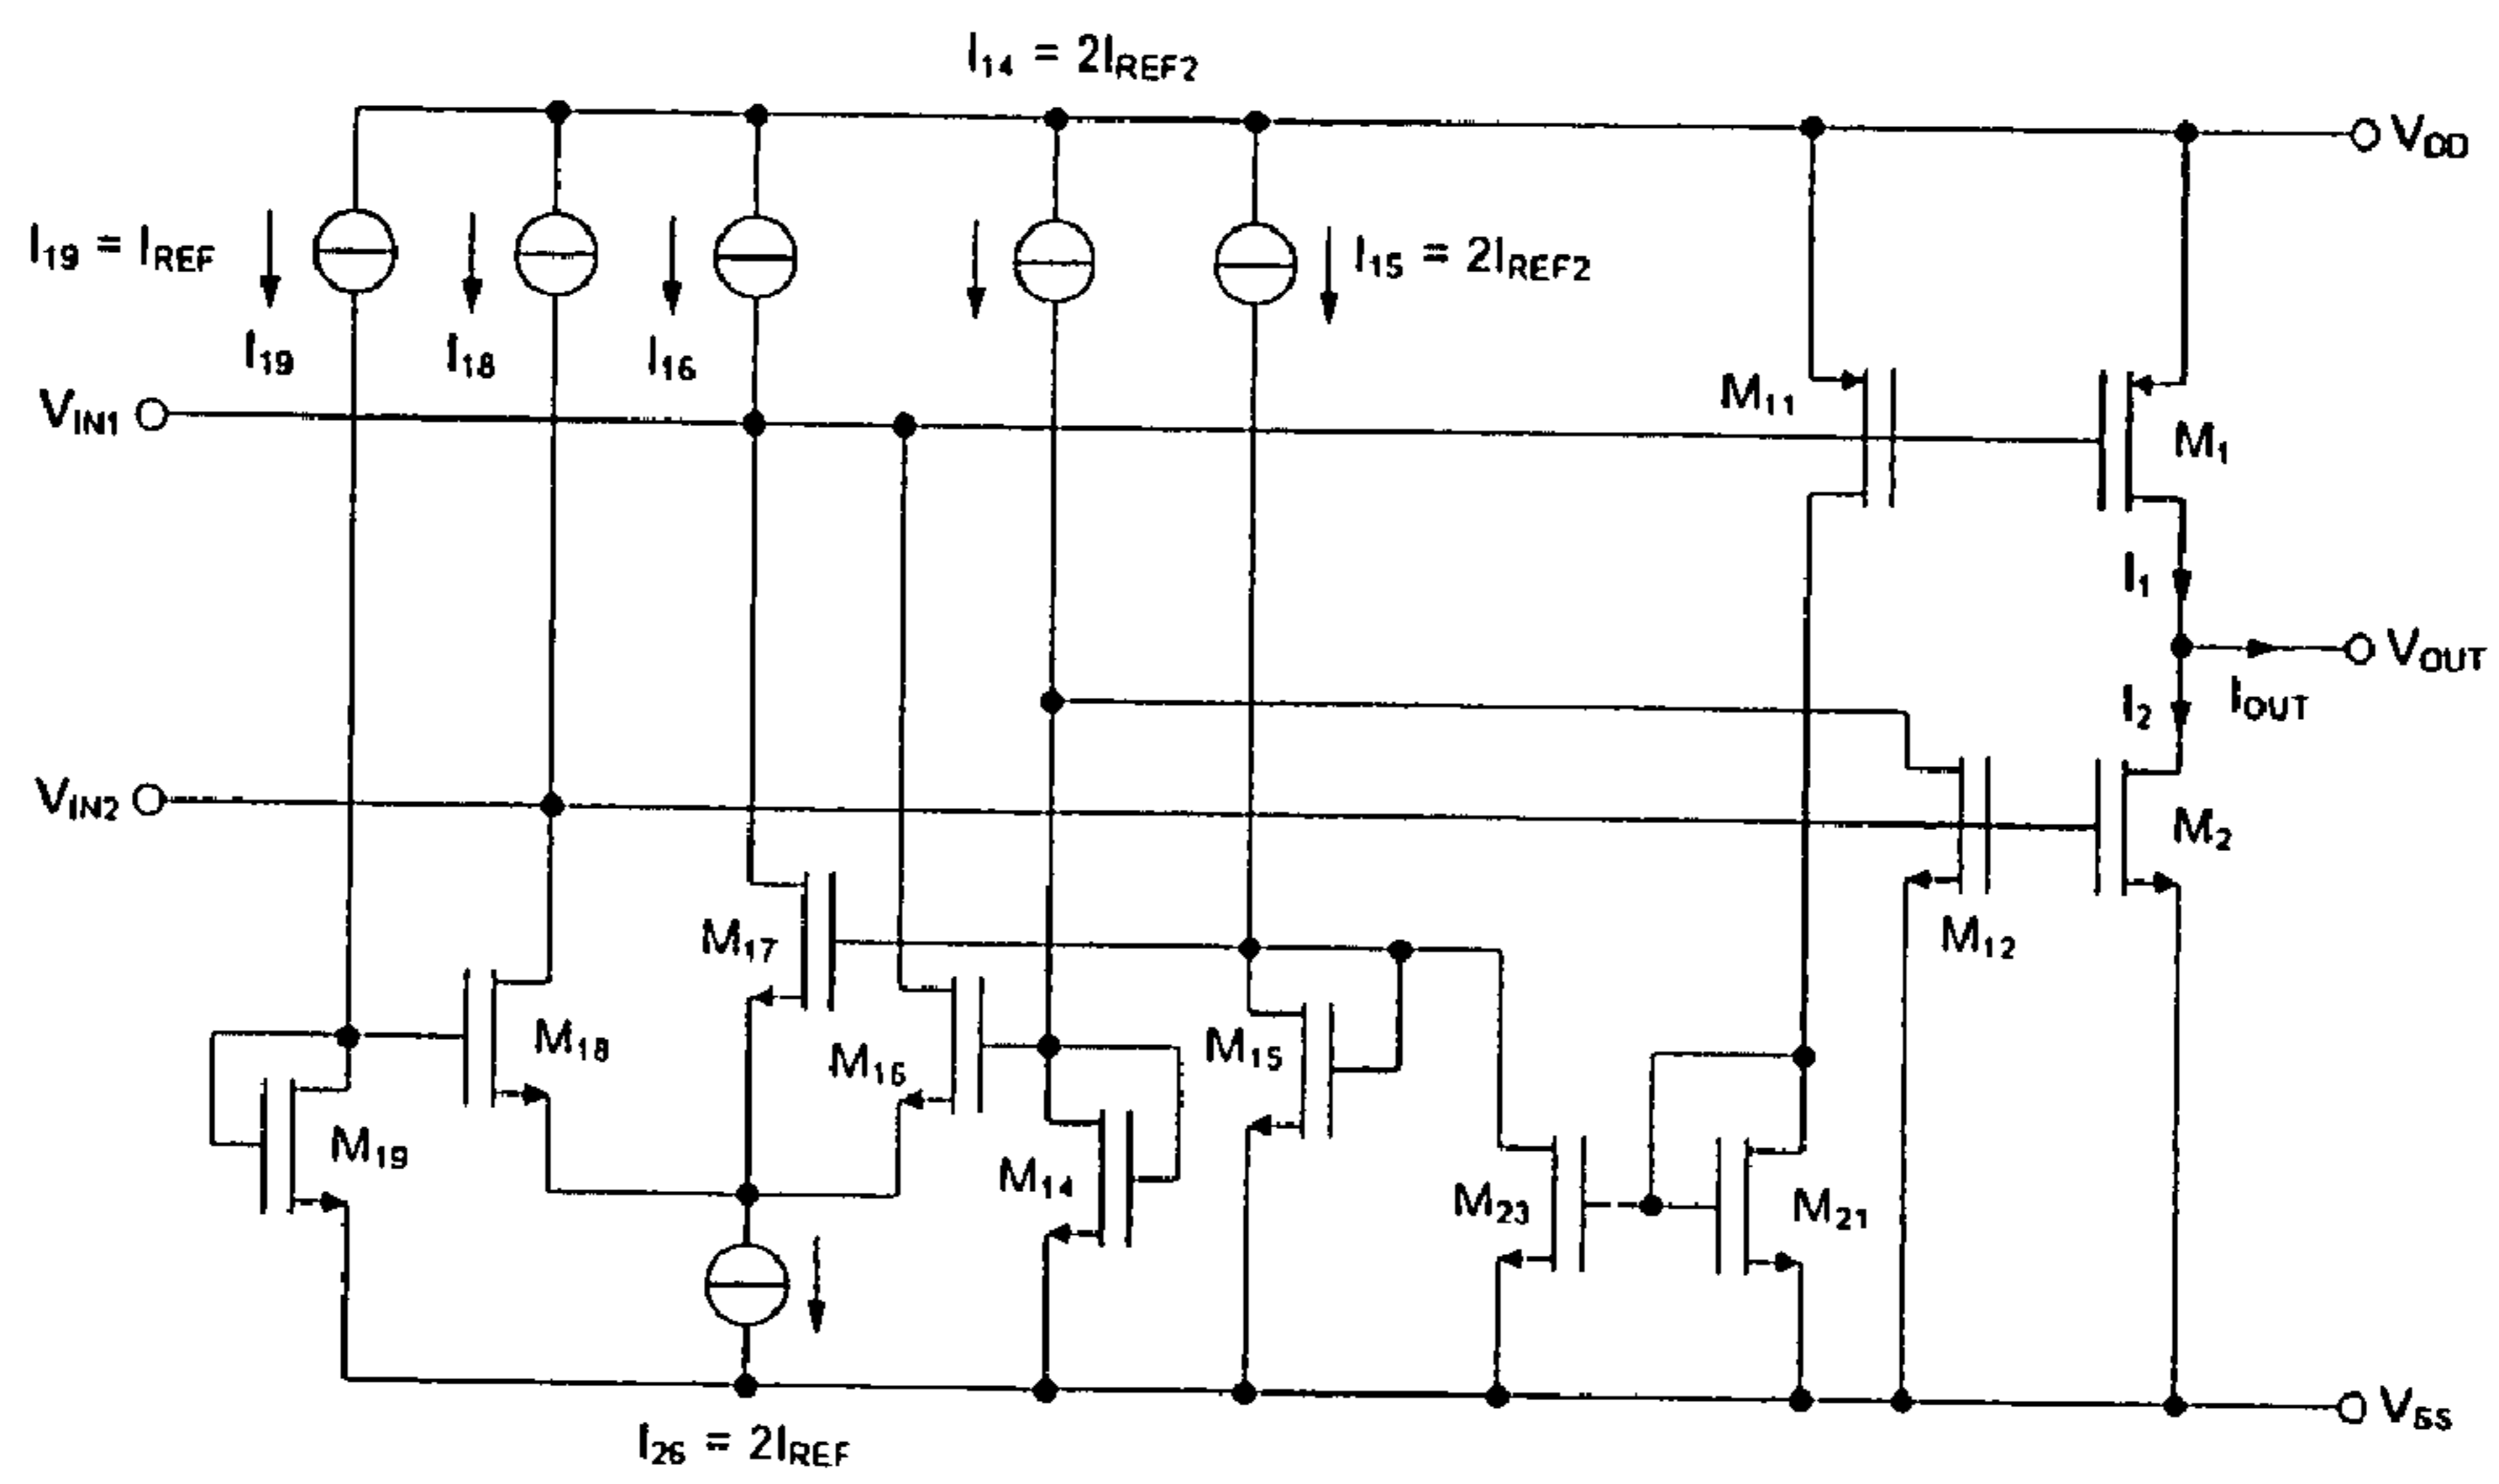 I14 = 2IREF2
VDD
I19 = IREF
I15 = 2IREF2
I19
I18
I16
M11
VIN1
M1
I1
VOUT
I2
IOUT
VIN2
M2
M17
M12
M18
M16
M15
M19
M14
M23
M21
VSS
I26 = 2IREF